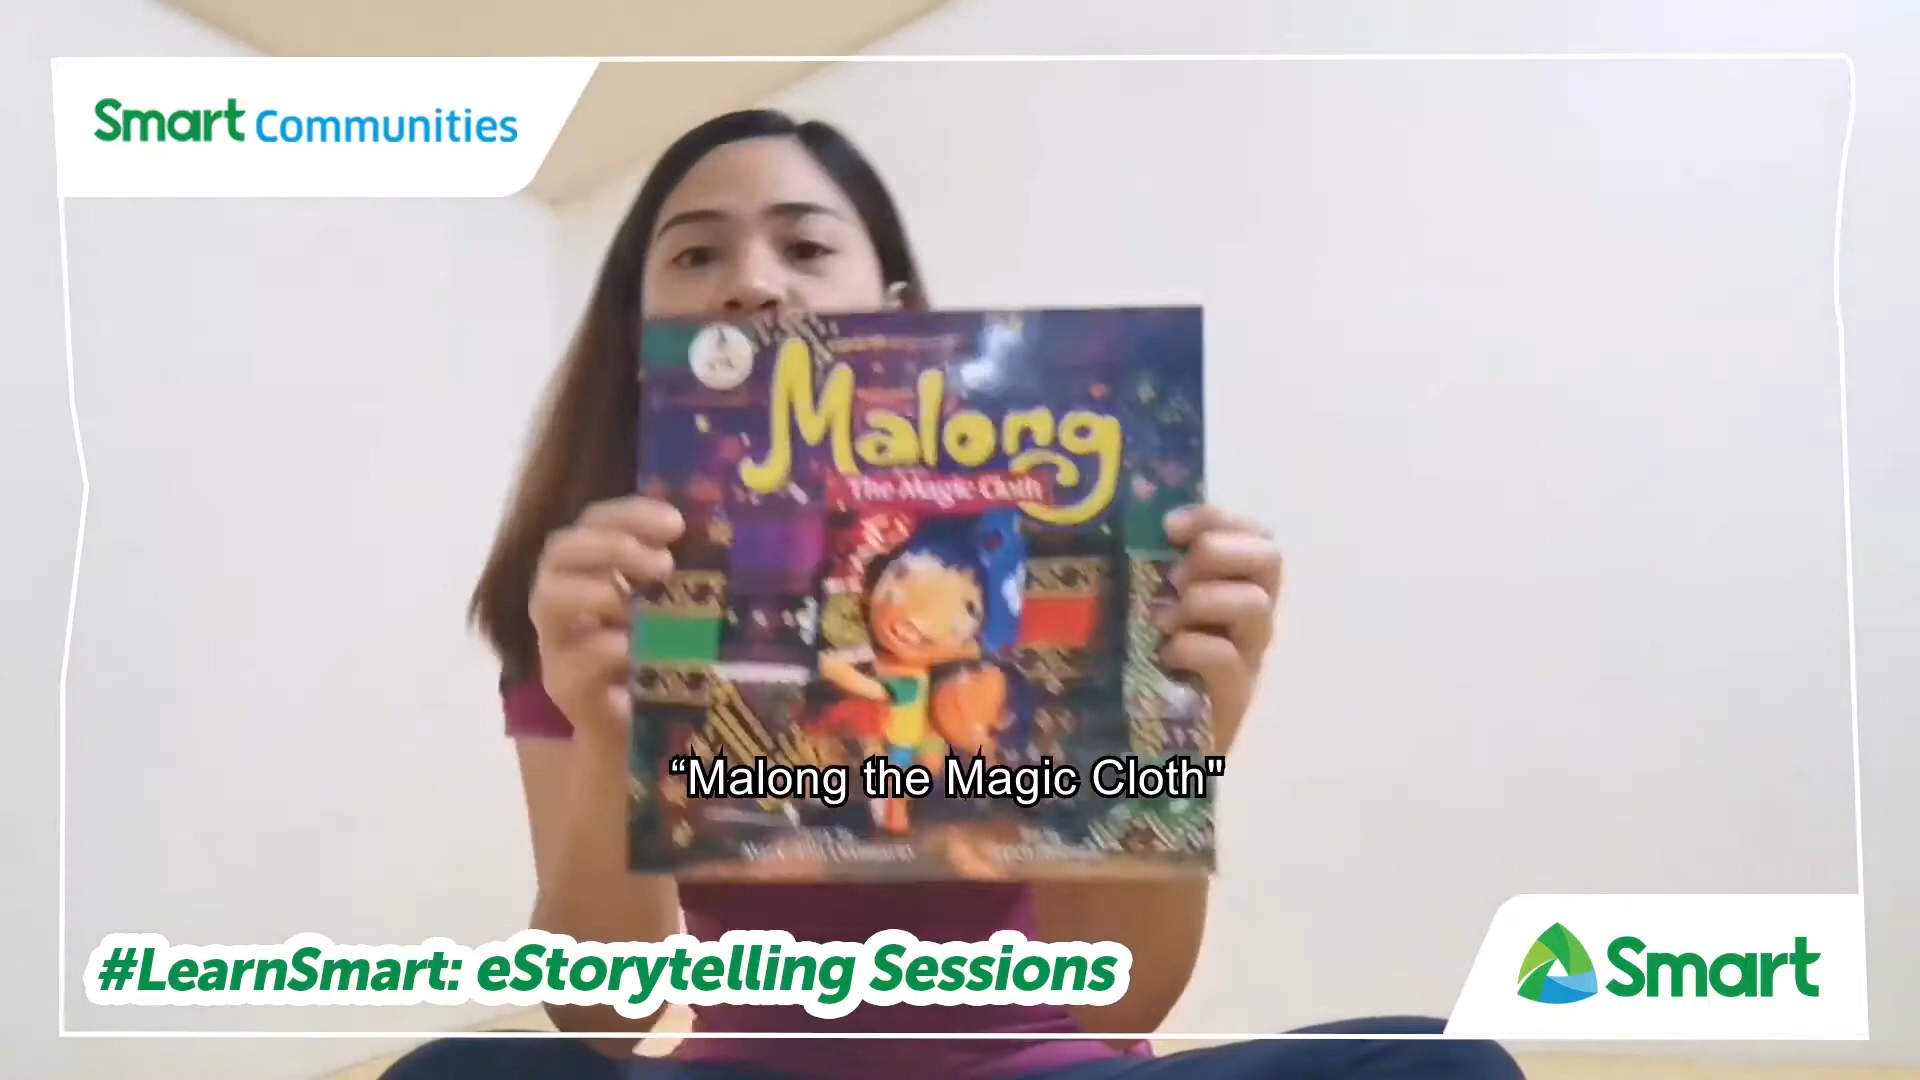 Smart Communities
Malong
The Magic Cloth
“Malong the Magic Cloth"
#LearnSmart: eStorytelling Sessions
Smart